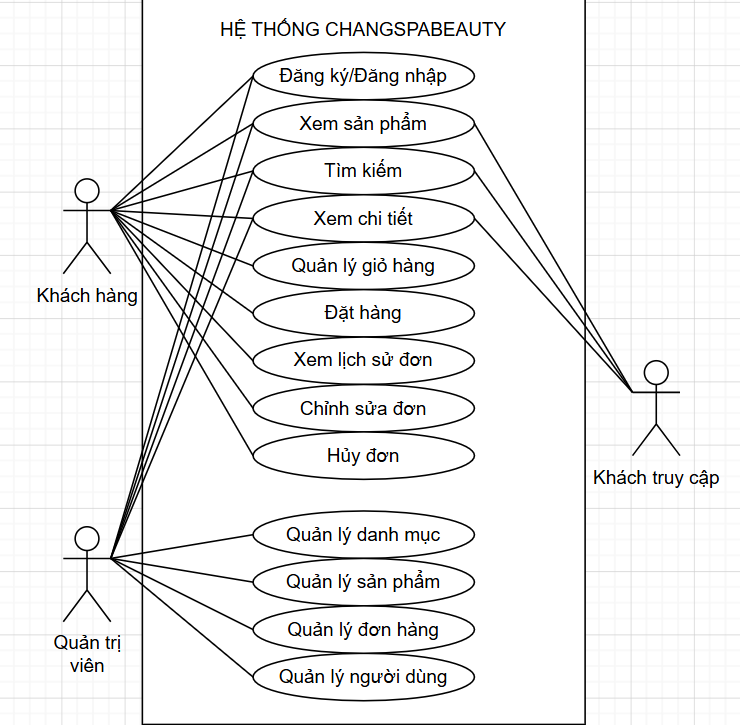 HỆ THỐNG CHANGSPABEAUTY
Đăng ký/Đăng nhập
Xem sản phẩm
Tìm kiếm
Xem chi tiết
Quản lý giỏ hàng
Đặt hàng
Xem lịch sử đơn
Chỉnh sửa đơn
Hủy đơn
Khách hàng
Khách truy cập
Quản lý danh mục
Quản lý sản phẩm
Quản lý đơn hàng
Quản lý người dùng
Quản trị
viên